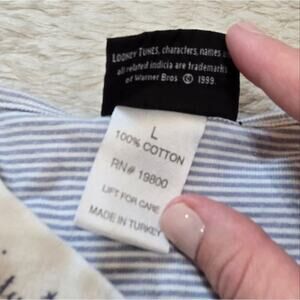 LOONEY TUNES, characters, names
all related indicia are trademarks
of Warner Bros © 1999.
L
100% COTTON
RN# 19800
LIFT FOR CARE
MADE IN TURKEY